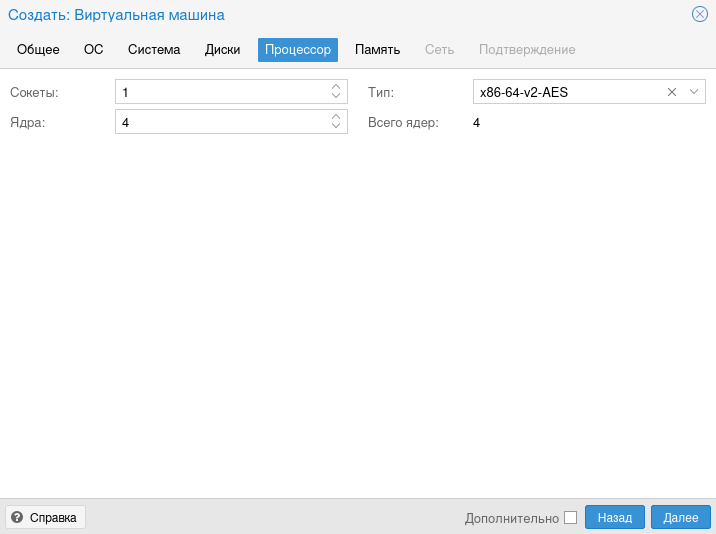 Создать: Виртуальная машина
Общее ОС Система Диски Процессор Память Сеть Подтверждение
Сокеты: 1 Тип: x86-64-v2-AES
Ядра: 4 Всего ядер: 4
Справка Дополнительно Назад Далее